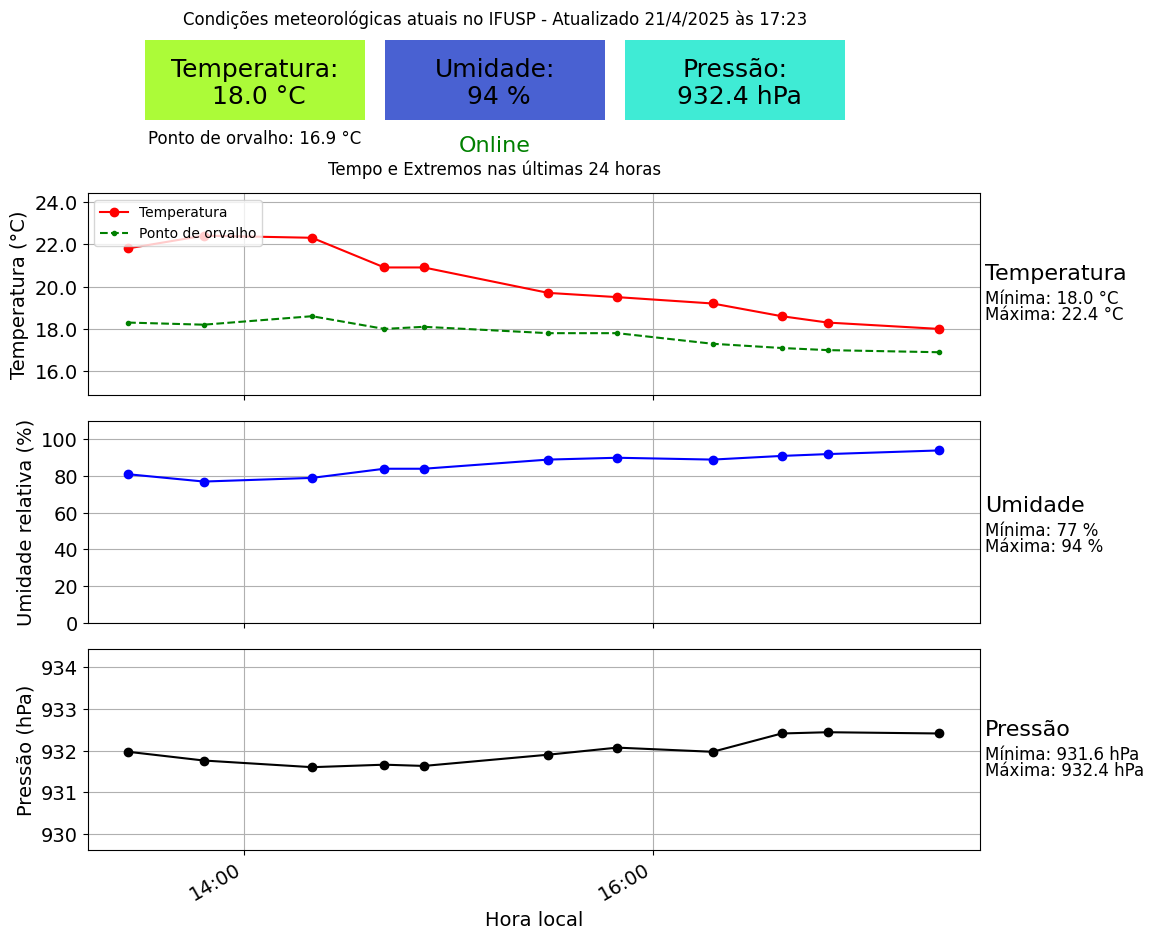 Condições meteorológicas atuais no IFUSP - Atualizado 21/4/2025 às 17:23
Temperatura:
18.0 °C
Umidade:
94 %
Pressão:
932.4 hPa
Ponto de orvalho: 16.9 °C
Online
Tempo e Extremos nas últimas 24 horas
Temperatura (°C)
24.0
22.0
20.0
18.0
16.0
Temperatura
Ponto de orvalho
Temperatura
Mínima: 18.0 °C
Máxima: 22.4 °C
Umidade relativa (%)
100
80
60
40
20
0
Umidade
Mínima: 77 %
Máxima: 94 %
Pressão (hPa)
934
933
932
931
930
Pressão
Mínima: 931.6 hPa
Máxima: 932.4 hPa
14:00
16:00
Hora local